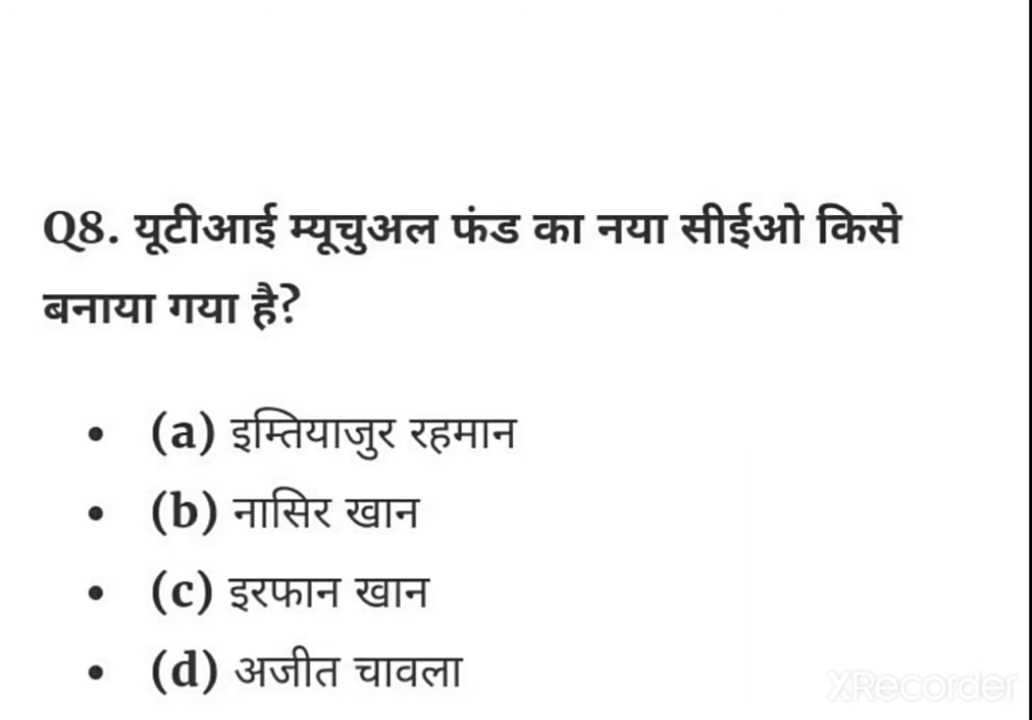 Q8. यूटीआई म्यूचुअल फंड का नया सीईओ किसे
बनाया गया है?
• (a) इम्तियाजुर रहमान
• (b) नासिर खान
• (c) इरफान खान
• (d) अजीत चावला
XRecorder